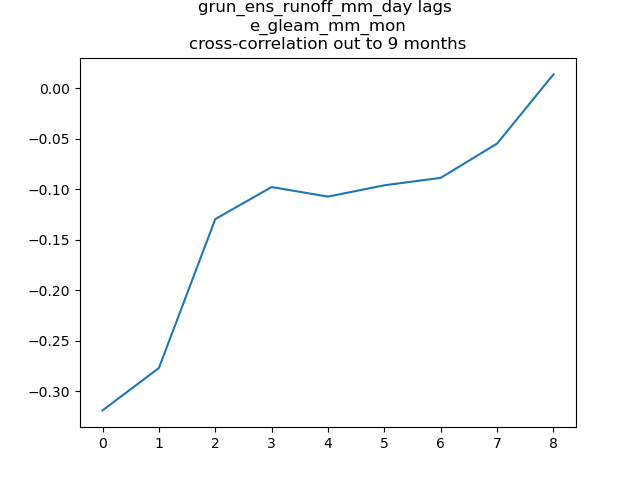 grun_ens_runoff_mm_day lags
e_gleam_mm_mon
cross-correlation out to 9 months
0.00
−0.05
−0.10
−0.15
−0.20
−0.25
−0.30
0 1 2 3 4 5 6 7 8